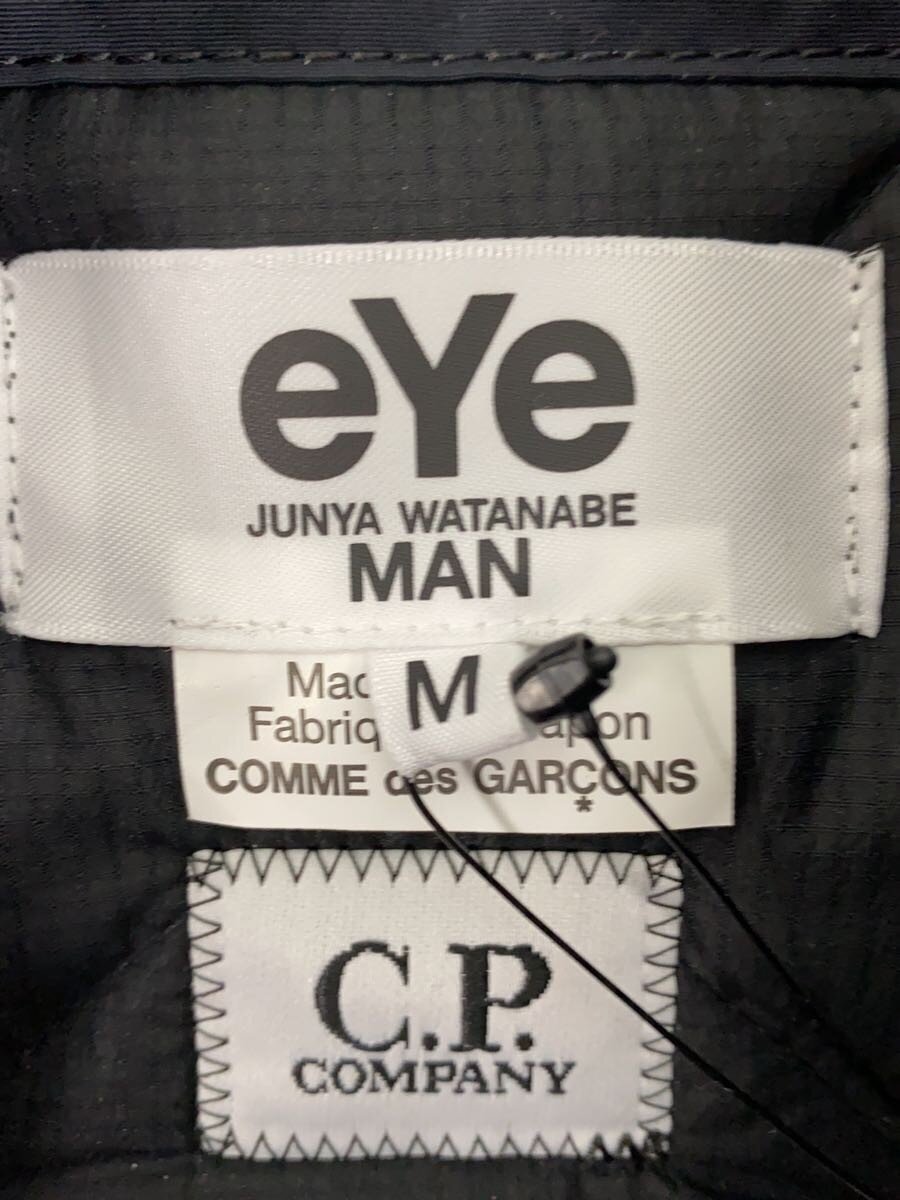 eYe
JUNYA WATANABE
MAN
M
COMME des GARÇONS
*
C.P.
COMPANY